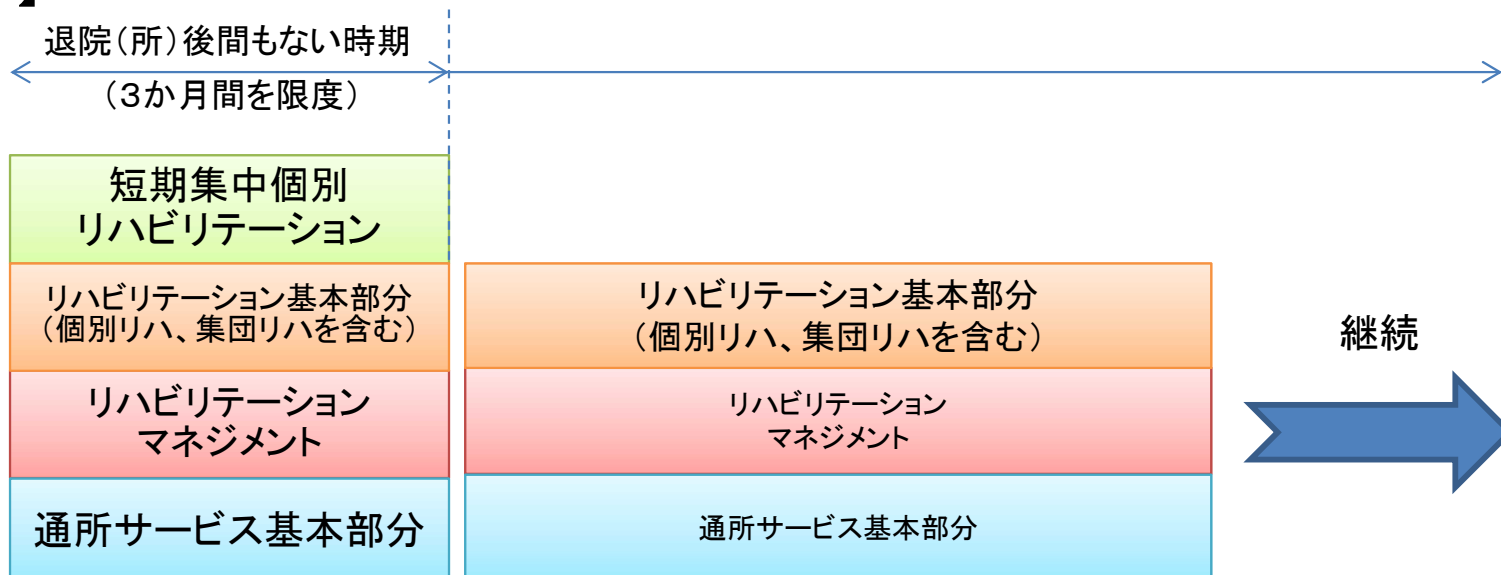 】
退院（所）後間もない時期
（３か月間を限度）
短期集中個別
リハビリテーション
リハビリテーション基本部分
（個別リハ、集団リハを含む）
リハビリテーション
マネジメント
通所サービス基本部分
リハビリテーション基本部分
（個別リハ、集団リハを含む）
リハビリテーション
マネジメント
通所サービス基本部分
継続